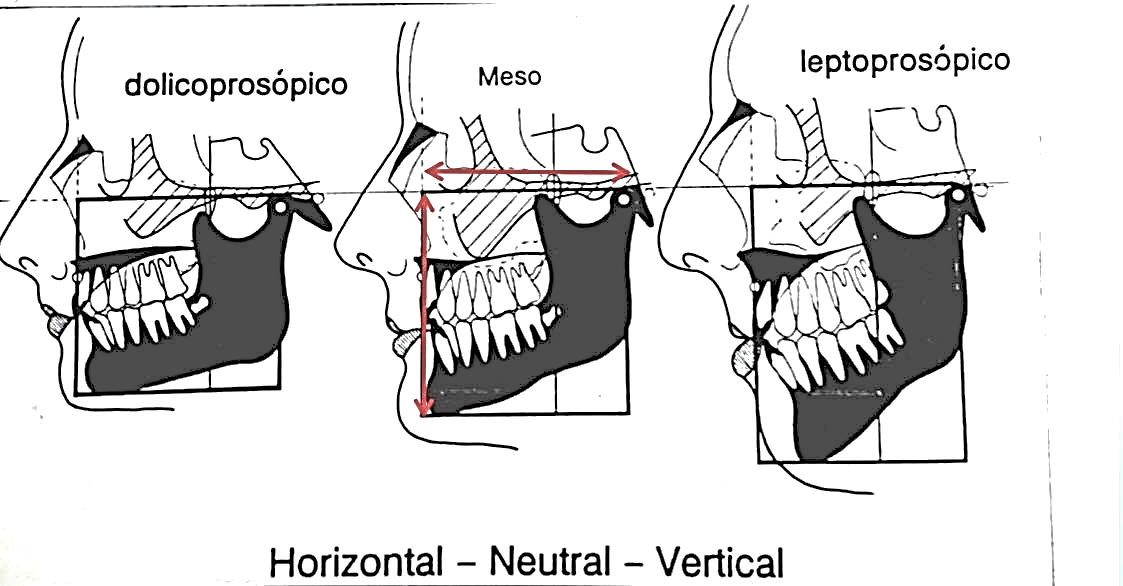 dolicoprosópico
Meso
leptoprosópico
Horizontal – Neutral – Vertical